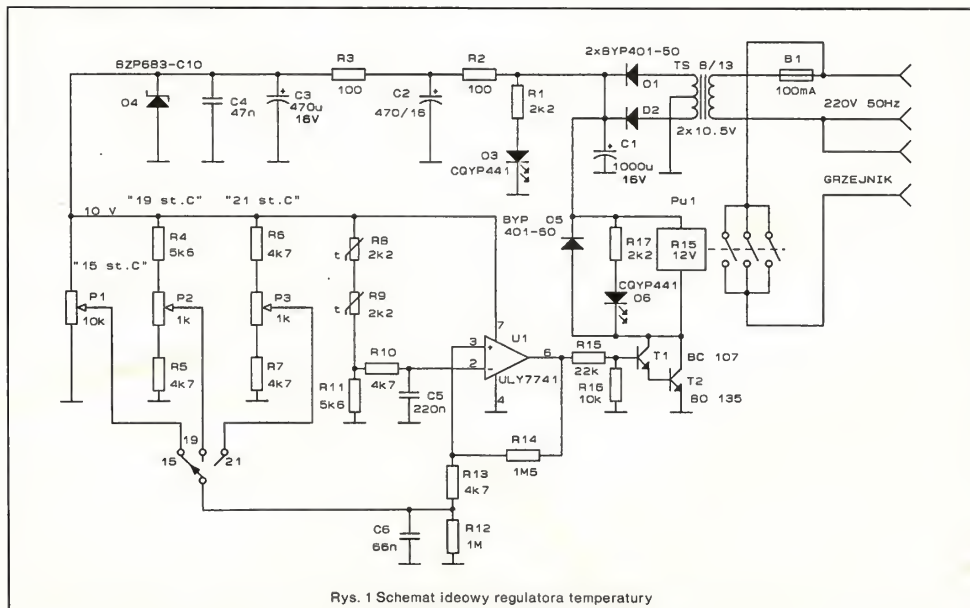 BZP683-C10
D4
C4
47n
C3
470u
16V
R3
100
C2
470/16
R2
100
R1
2k2
D3
CQYP441
2xBYP401-50
D1
D2
C1
1000u
16V
TS 8/13
2x10.5V
B1
100mA
220V 50Hz
GRZEJNIK
10 V
"15 st.C"
P1
10k
"19 st.C"
R4
5k6
P2
1k
R5
4k7
"21 st.C"
R6
4k7
P3
1k
R7
4k7
t
R8
2k2
t
R9
2k2
R10
4k7
R11
5k6
C5
220n
3
2
7
6
4
U1
ULY7741
BYP D5
401-50
R17
2k2
CQYP441
D6
Pu1
R15
12V
R15
22k
R16
10k
T1
BC 107
T2
BD 135
R14
1M5
R13
4k7
R12
1M
C6
66n
15
19
21
Rys. 1 Schemat ideowy regulatora temperatury